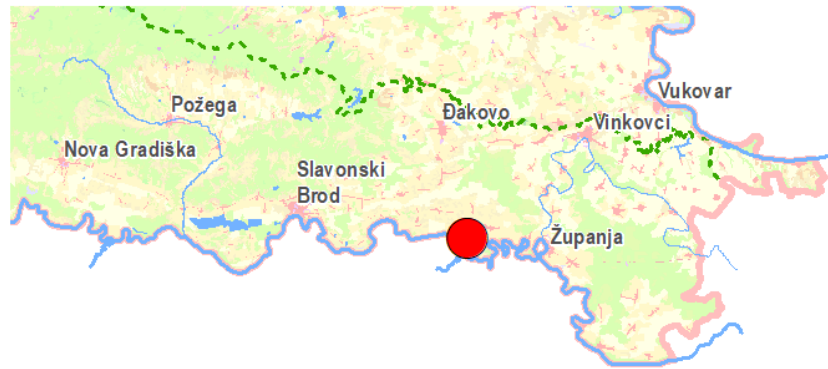 Vukovar
Požega
Đakovo
Vinkovci
Nova Gradiška
Slavonski
Brod
Županja